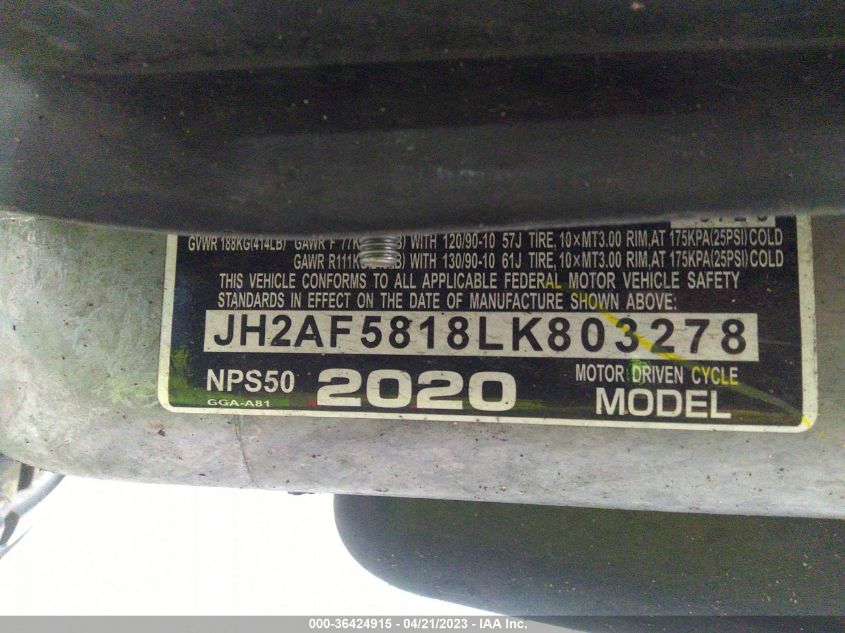 GVWR 188KG(414LB) GAWR F 77K B) WITH 120/90-10 57J TIRE, 10×MT3.00 RIM, AT 175KPA(25PSI)COLD
GAWR R111K B) WITH 130/90-10 61J TIRE, 10×MT3.00 RIM, AT 175KPA(25PSI)COLD
THIS VEHICLE CONFORMS TO ALL APPLICABLE FEDERAL MOTOR VEHICLE SAFETY
STANDARDS IN EFFECT ON THE DATE OF MANUFACTURE SHOWN ABOVE:
JH2AF5818LK803278
NPS50 2020 MOTOR DRIVEN CYCLE
GGA-A81 MODEL
000-36424915 - 04/21/2023 - IAA Inc.